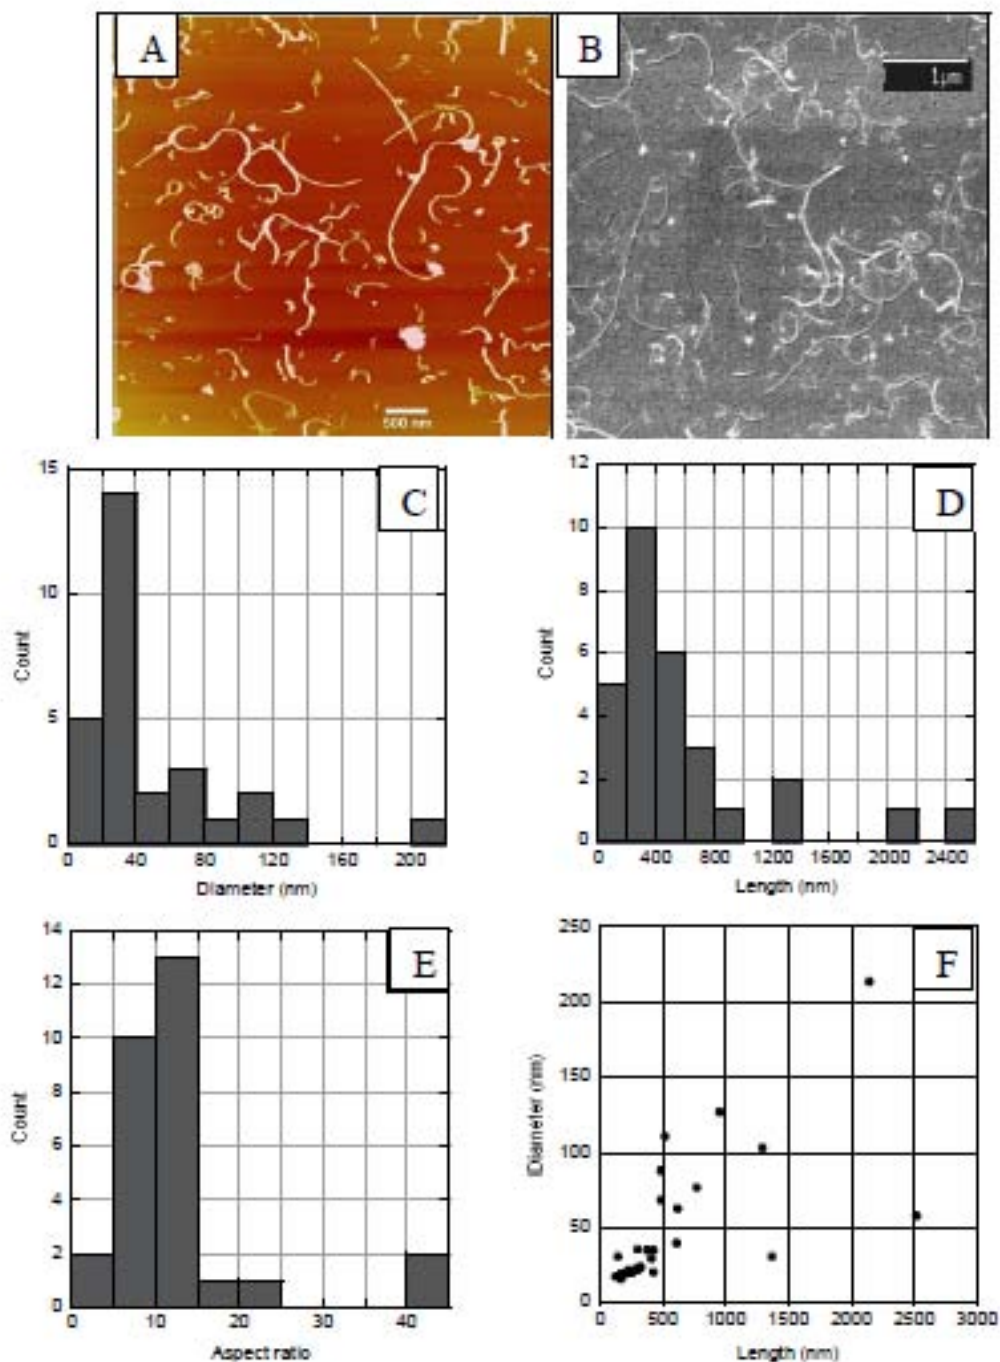 A
B
1µm
500 nm
C
15
10
5
0
Count
0 40 80 120 160 200
Diameter (nm)
D
12
10
8
6
4
2
0
Count
0 400 800 1200 1600 2000 2400
Length (nm)
E
14
12
10
8
6
4
2
0
Count
0 10 20 30 40
Aspect ratio
F
250
200
150
100
50
0
Diameter (nm)
0 500 1000 1500 2000 2500 3000
Length (nm)